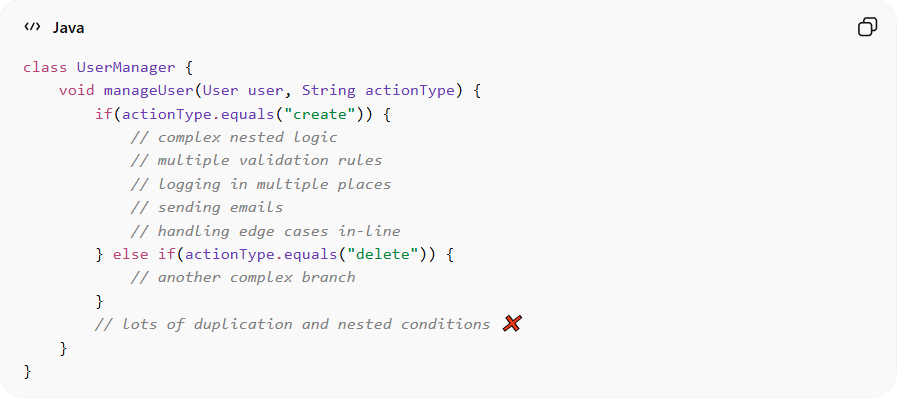 </> Java
class UserManager {
    void manageUser(User user, String actionType) {
        if(actionType.equals("create")) {
            // complex nested logic
            // multiple validation rules
            // logging in multiple places
            // sending emails
            // handling edge cases in-line
        } else if(actionType.equals("delete")) {
            // another complex branch
        }
        // lots of duplication and nested conditions ❌
    }
}